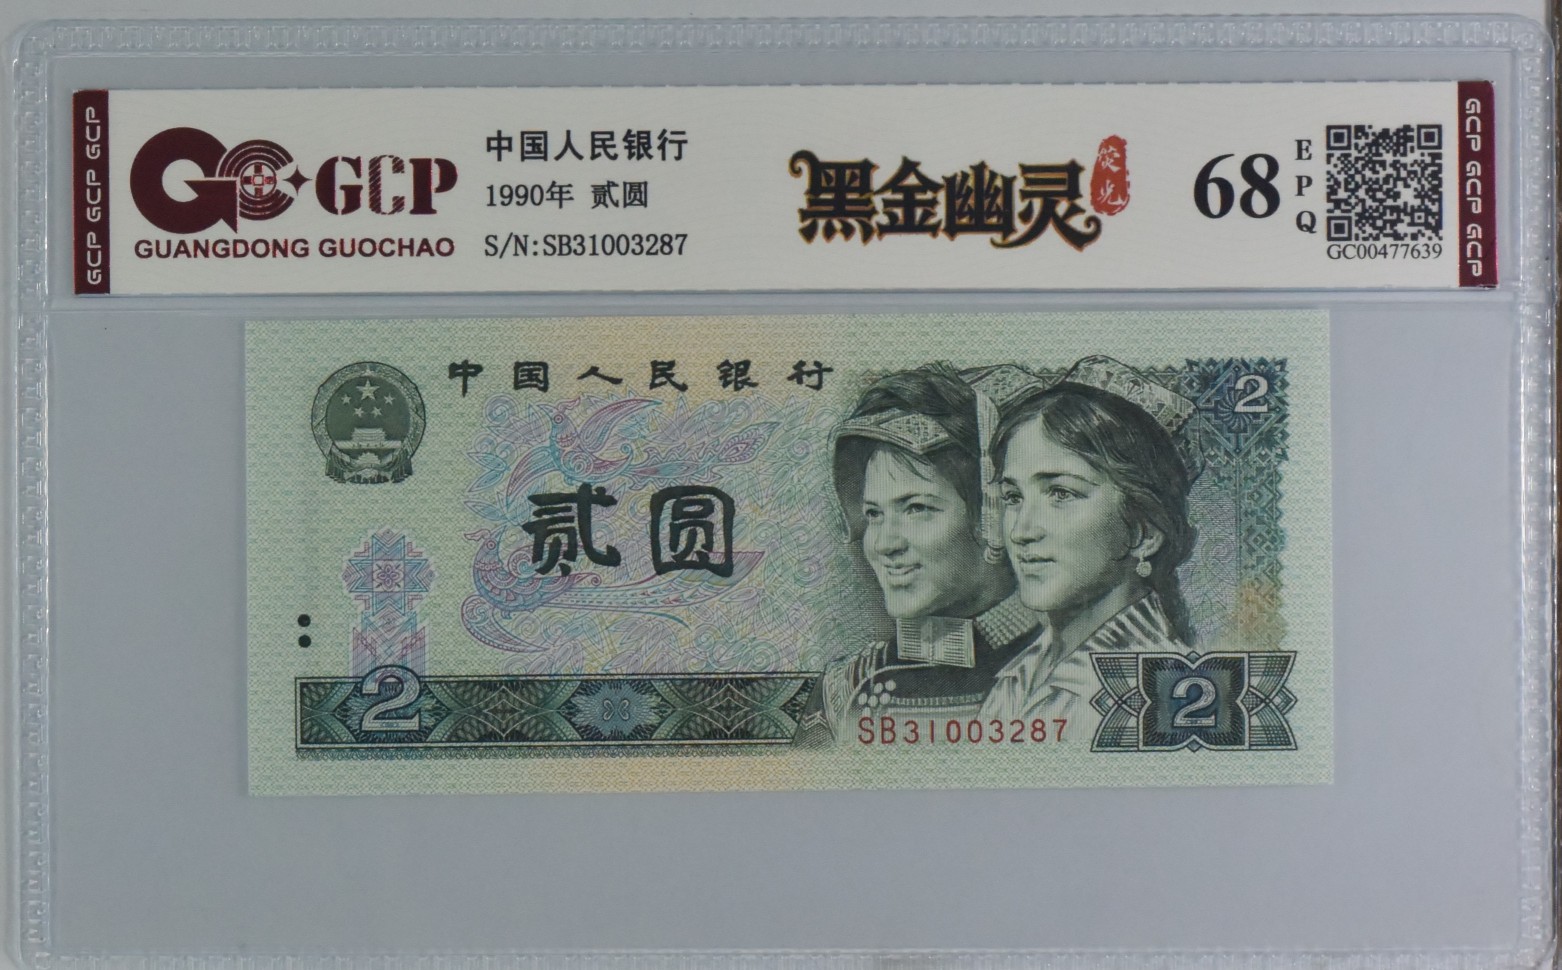 GCP GCP GCP
GCP
GUANGDONG GUOCHAO
中国人民银行
1990年 贰圆
S/N:SB31003287
黑金幽灵
荧光
68
EPQ
GC00477639
GCP GCP GCP
中国人民银行
2
贰圆
2
2
SB31003287